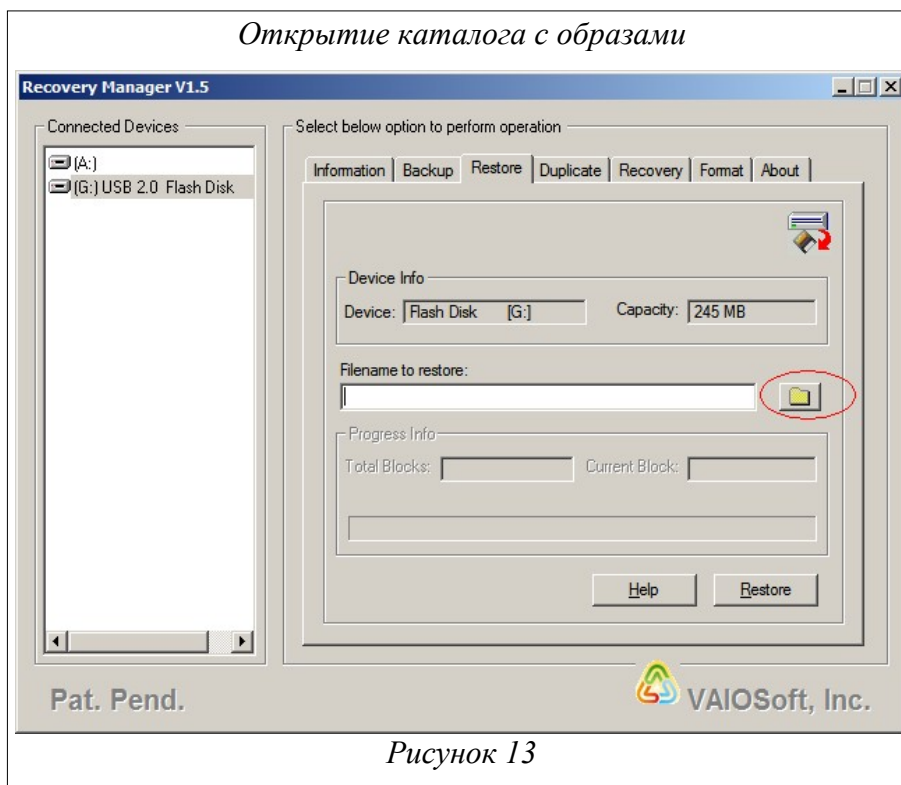 Открытие каталога с образами
Recovery Manager V1.5
Connected Devices
(A:)
(G:) USB 2.0 Flash Disk
Select below option to perform operation
Information Backup Restore Duplicate Recovery Format About
Device Info
Device: Flash Disk [G:] Capacity: 245 MB
Filename to restore:
Progress Info
Total Blocks: Current Block:
Help Restore
Pat. Pend. VAIOSoft, Inc.
Рисунок 13